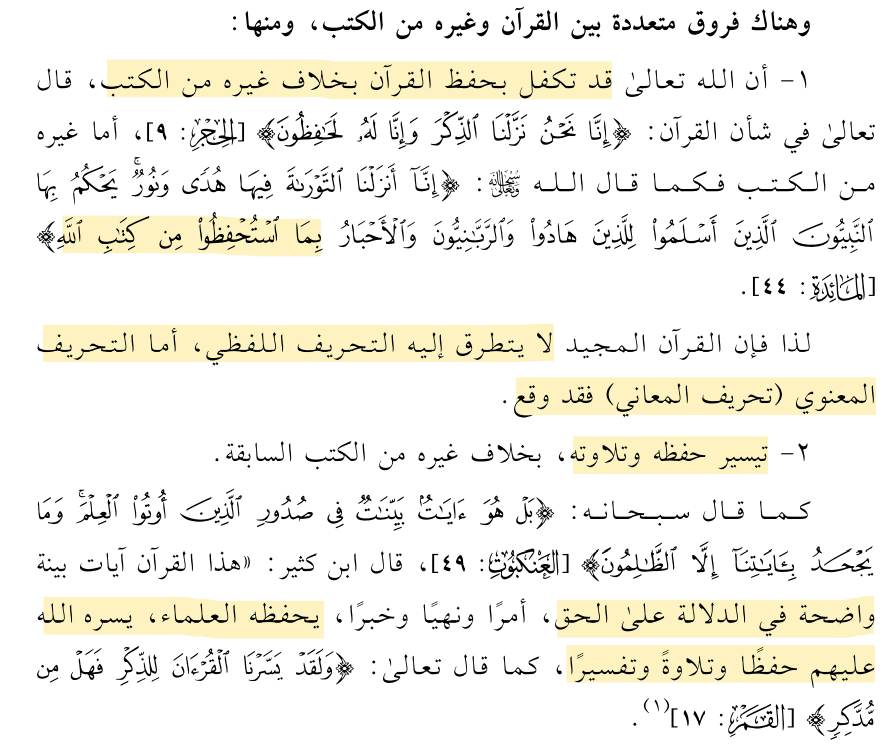 وهناك فروق متعددة بين القرآن وغيره من الكتب، ومنها:
١- أن الله تعالىٰ قد تكفل بحفظ القرآن بخلاف غيره من الكتب، قال
تعالىٰ في شأن القرآن: ﴿إِنَّا نَحْنُ نَزَّلْنَا ٱلذِّكْرَ وَإِنَّا لَهُۥ لَحَٰفِظُونَ﴾ [الحِجْر: ٩]، أما غيره
من الكتب فكما قال الله ﷾: ﴿إِنَّآ أَنزَلْنَا ٱلتَّوْرَىٰةَ فِيهَا هُدًى وَنُورٌ ۚ يَحْكُمُ بِهَا
ٱلنَّبِيُّونَ ٱلَّذِينَ أَسْلَمُوا۟ لِلَّذِينَ هَادُوا۟ وَٱلرَّبَّٰنِيُّونَ وَٱلْأَحْبَارُ بِمَا ٱسْتُحْفِظُوا۟ مِن كِتَٰبِ ٱللَّهِ﴾
[المَائدَة: ٤٤].
لذا فإن القرآن المجيد لا يتطرق إليه التحريف اللفظي، أما التحريف
المعنوي (تحريف المعاني) فقد وقع.
٢- تيسير حفظه وتلاوته، بخلاف غيره من الكتب السابقة.
كما قال سبحانه: ﴿بَلْ هُوَ ءَايَٰتٌۢ بَيِّنَٰتٌ فِى صُدُورِ ٱلَّذِينَ أُوتُوا۟ ٱلْعِلْمَ ۚ وَمَا
يَجْحَدُ بِـَٔايَٰتِنَآ إِلَّا ٱلظَّٰلِمُونَ﴾ [العَنكبُوت: ٤٩]، قال ابن كثير: «هذا القرآن آيات بينة
واضحة في الدلالة علىٰ الحق، أمرًا ونهيًا وخبرًا، يحفظه العلماء، يسره الله
عليهم حفظًا وتلاوةً وتفسيرًا، كما قال تعالىٰ: ﴿وَلَقَدْ يَسَّرْنَا ٱلْقُرْءَانَ لِلذِّكْرِ فَهَلْ مِن
مُّدَّكِرٍ﴾ [القَمَر: ١٧](١).